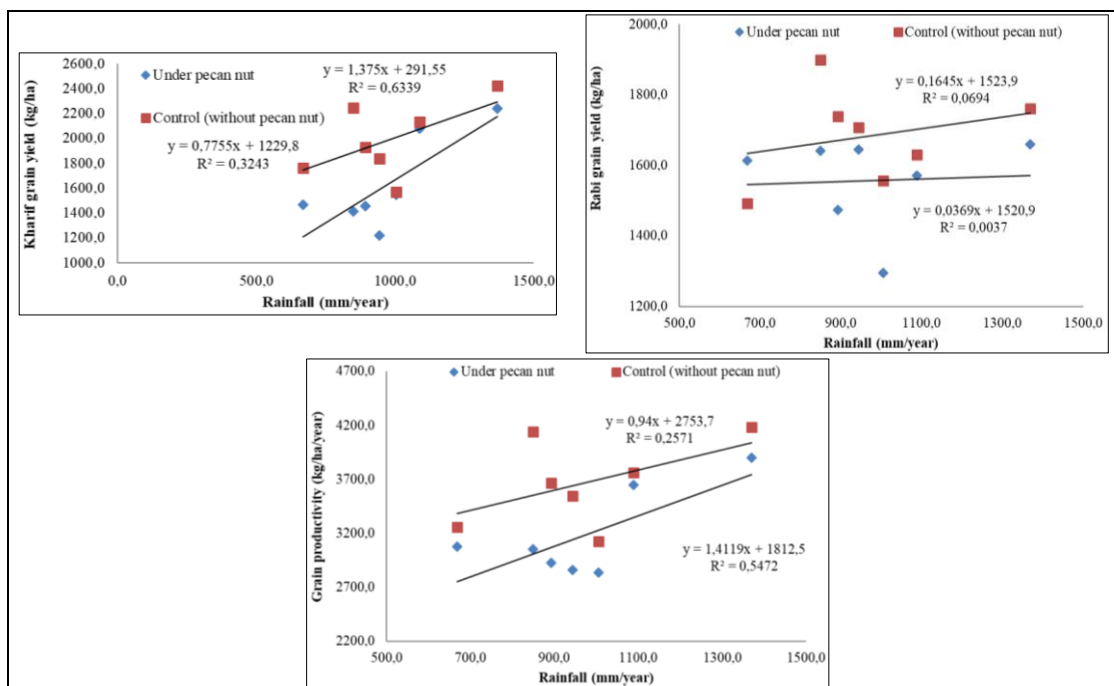 Under pecan nut
Control (without pecan nut)
y = 1,375x + 291,55
R² = 0,6339
y = 0,7755x + 1229,8
R² = 0,3243
Kharif grain yield (kg/ha)
2600,0
2400,0
2200,0
2000,0
1800,0
1600,0
1400,0
1200,0
1000,0
0,0
500,0
1000,0
1500,0
Rainfall (mm/year)
Under pecan nut
Control (without pecan nut)
y = 0,1645x + 1523,9
R² = 0,0694
y = 0,0369x + 1520,9
R² = 0,0037
Rabi grain yield (kg/ha)
2000,0
1800,0
1600,0
1400,0
1200,0
500,0
700,0
900,0
1100,0
1300,0
1500,0
Rainfall (mm/year)
Under pecan nut
Control (without pecan nut)
y = 0,94x + 2753,7
R² = 0,2571
y = 1,4119x + 1812,5
R² = 0,5472
Grain productivity (kg/ha/year)
4700,0
4200,0
3700,0
3200,0
2700,0
2200,0
500,0
700,0
900,0
1100,0
1300,0
1500,0
Rainfall (mm/year)